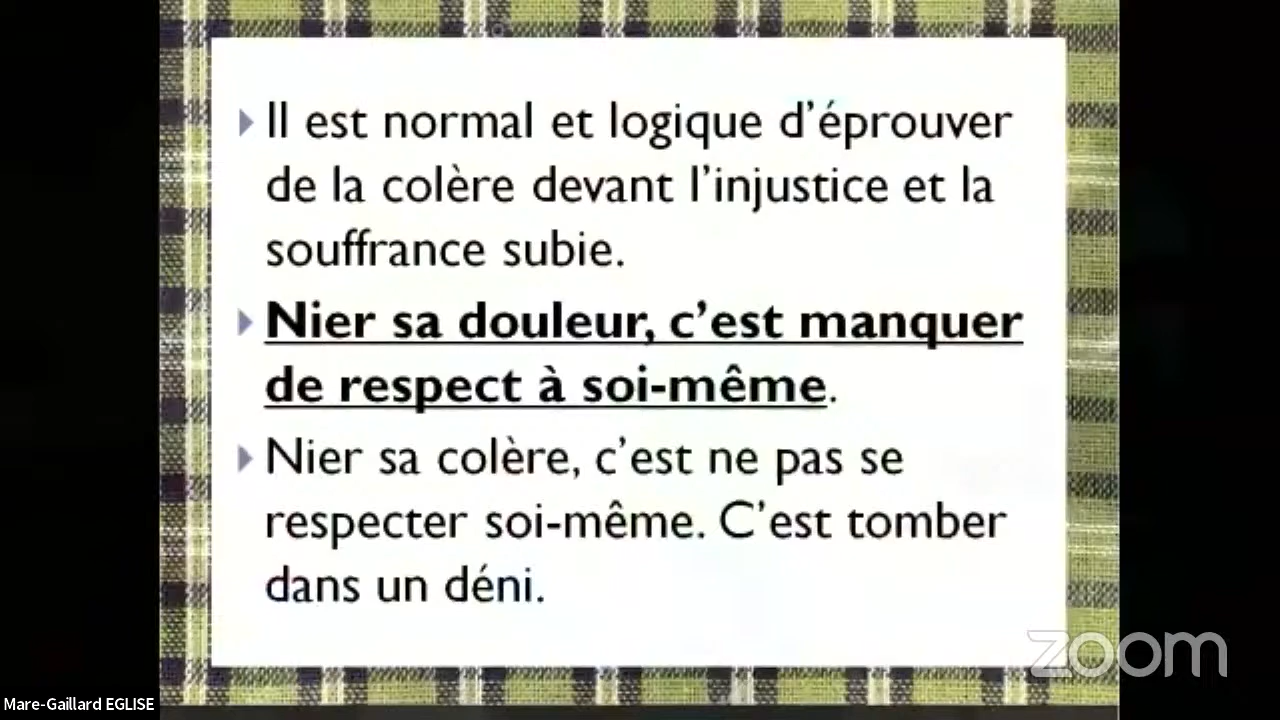 Il est normal et logique d’éprouver
de la colère devant l’injustice et la
souffrance subie.
Nier sa douleur, c’est manquer
de respect à soi-même.
Nier sa colère, c’est ne pas se
respecter soi-même. C’est tomber
dans un déni.
zoom
Mare-Gaillard EGLISE